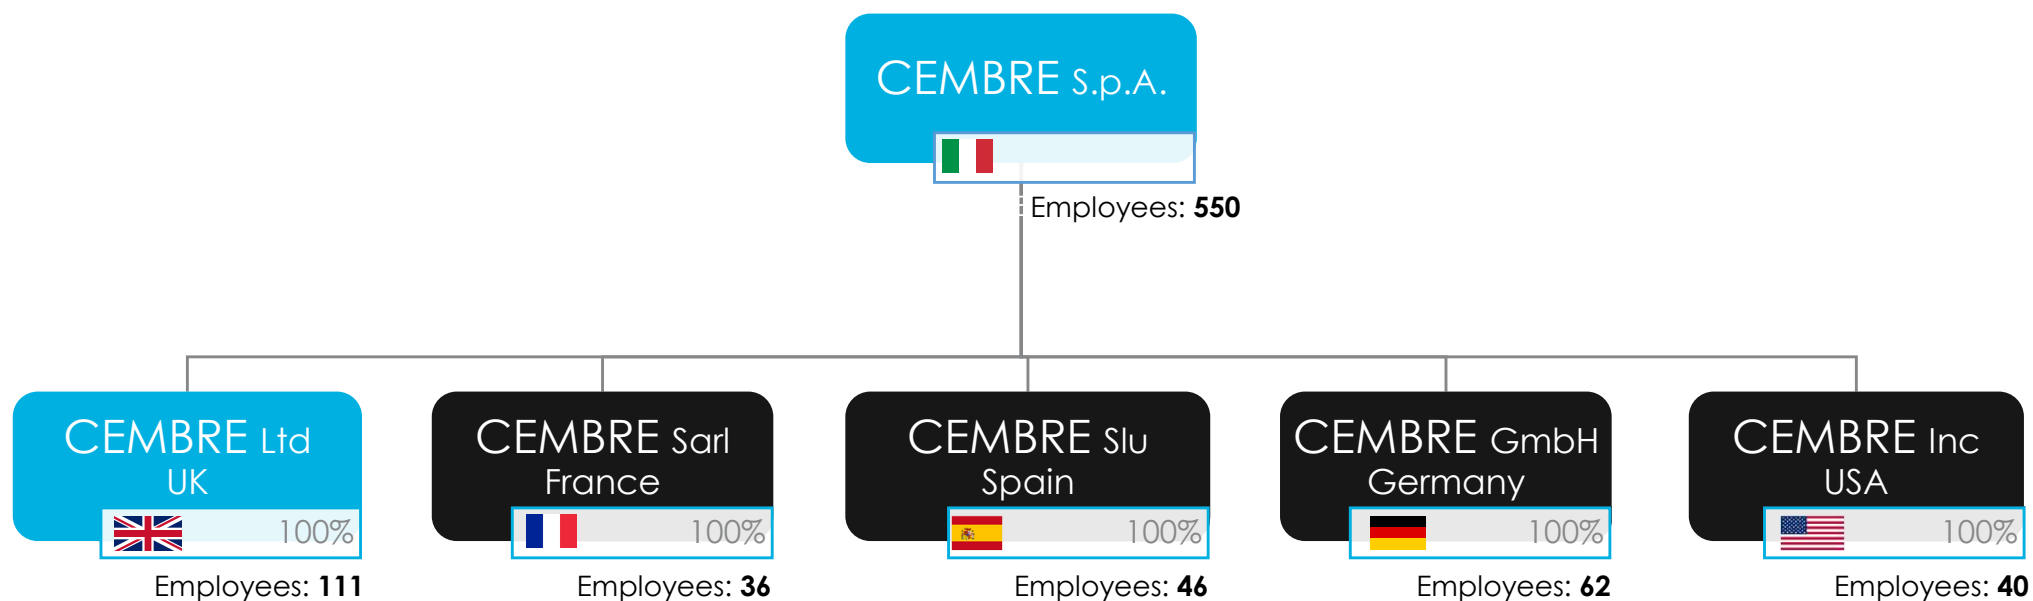 CEMBRE S.p.A.
Employees: 550
CEMBRE Ltd
UK
100%
Employees: 111
CEMBRE Sarl
France
100%
Employees: 36
CEMBRE Slu
Spain
100%
Employees: 46
CEMBRE GmbH
Germany
100%
Employees: 62
CEMBRE Inc
USA
100%
Employees: 40